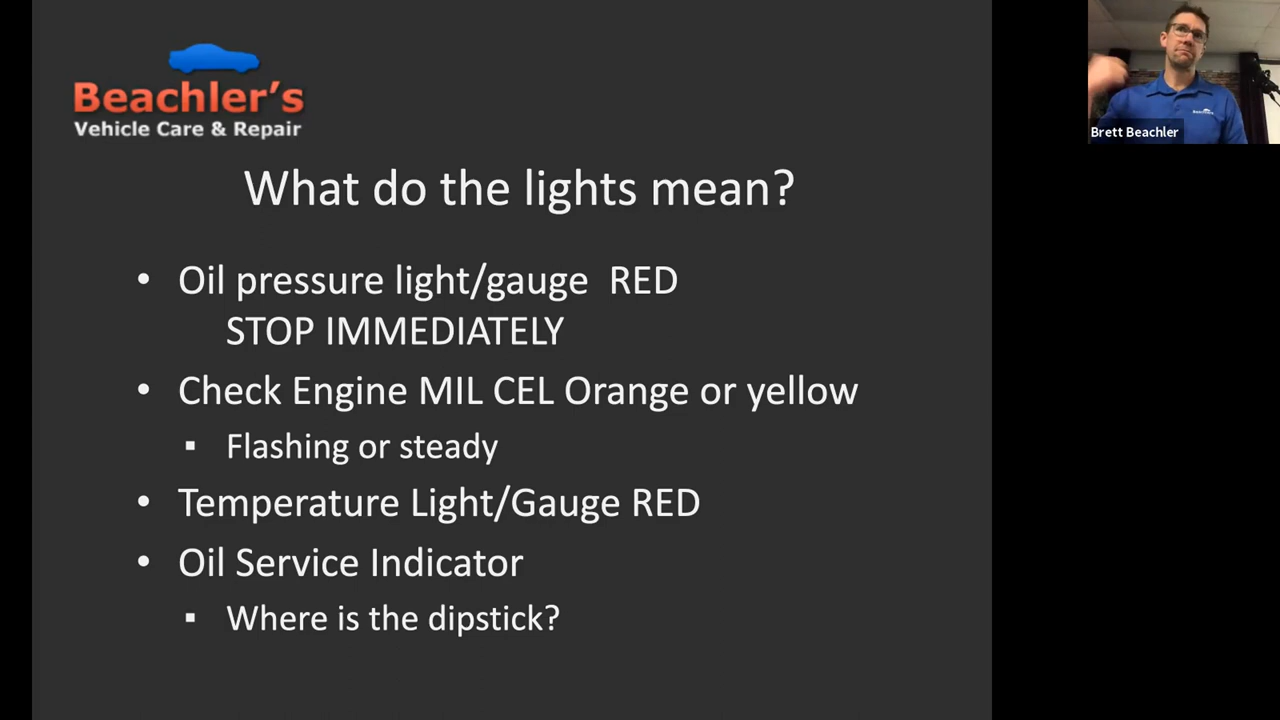 Beachler's
Vehicle Care & Repair
What do the lights mean?
• Oil pressure light/gauge RED
STOP IMMEDIATELY
• Check Engine MIL CEL Orange or yellow
▪ Flashing or steady
• Temperature Light/Gauge RED
• Oil Service Indicator
▪ Where is the dipstick?
Brett Beachler